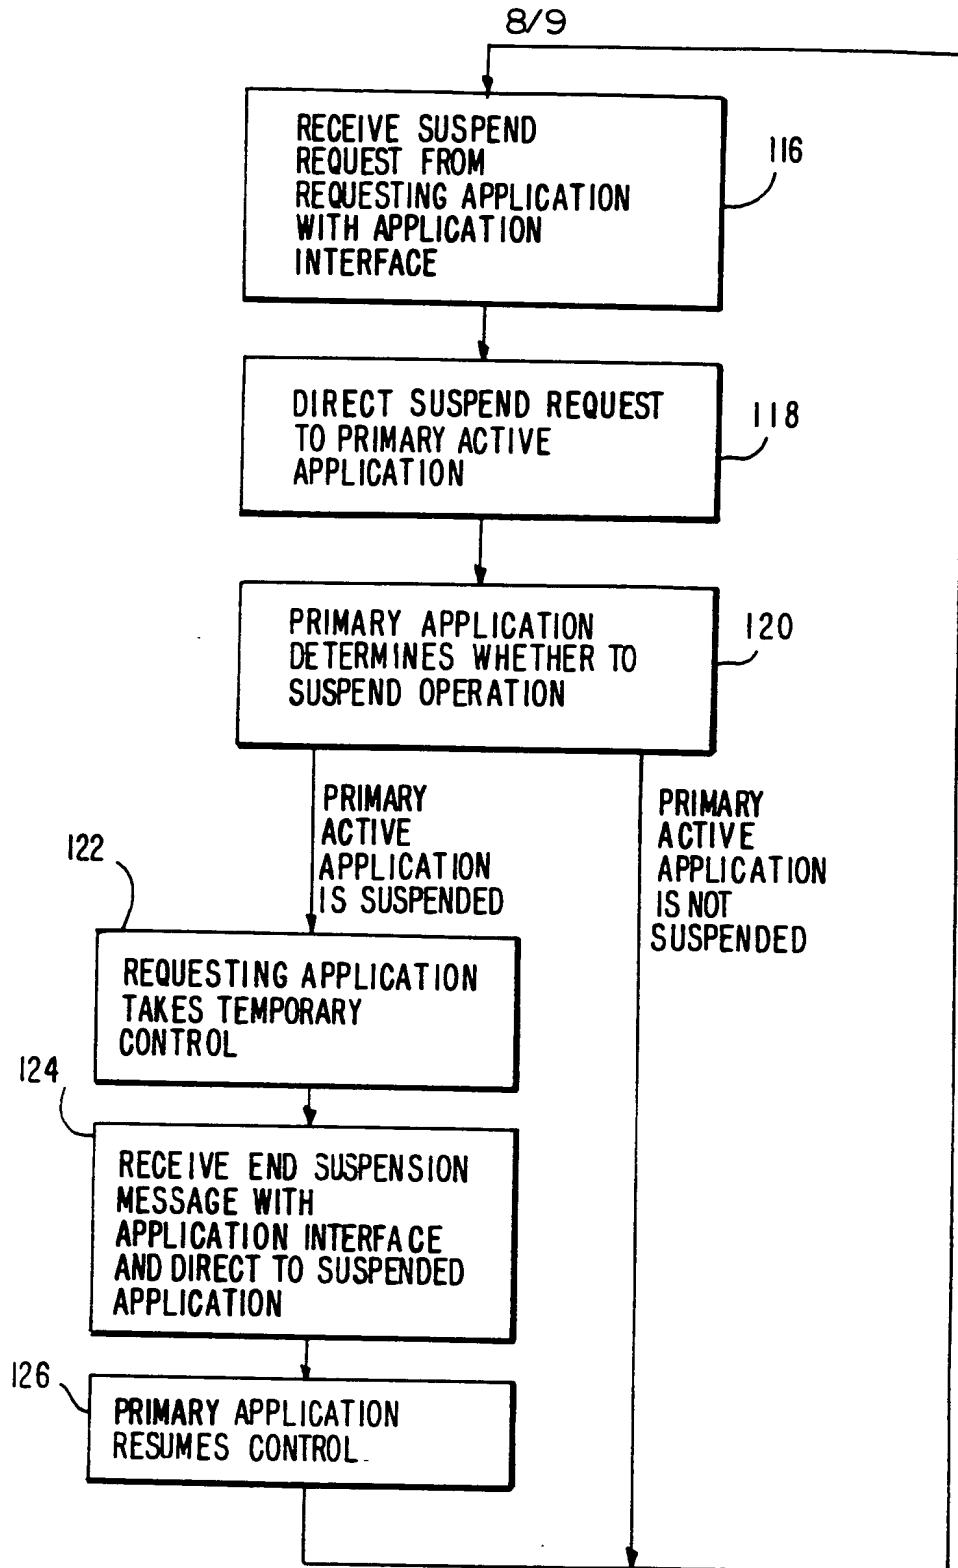 8/9
RECEIVE SUSPEND
REQUEST FROM
REQUESTING APPLICATION
WITH APPLICATION
INTERFACE
116
DIRECT SUSPEND REQUEST
TO PRIMARY ACTIVE
APPLICATION
118
PRIMARY APPLICATION
DETERMINES WHETHER TO
SUSPEND OPERATION
120
PRIMARY
ACTIVE
APPLICATION
IS SUSPENDED
PRIMARY
ACTIVE
APPLICATION
IS NOT
SUSPENDED
122
REQUESTING APPLICATION
TAKES TEMPORARY
CONTROL
124
RECEIVE END SUSPENSION
MESSAGE WITH
APPLICATION INTERFACE
AND DIRECT TO SUSPENDED
APPLICATION
126
PRIMARY APPLICATION
RESUMES CONTROL